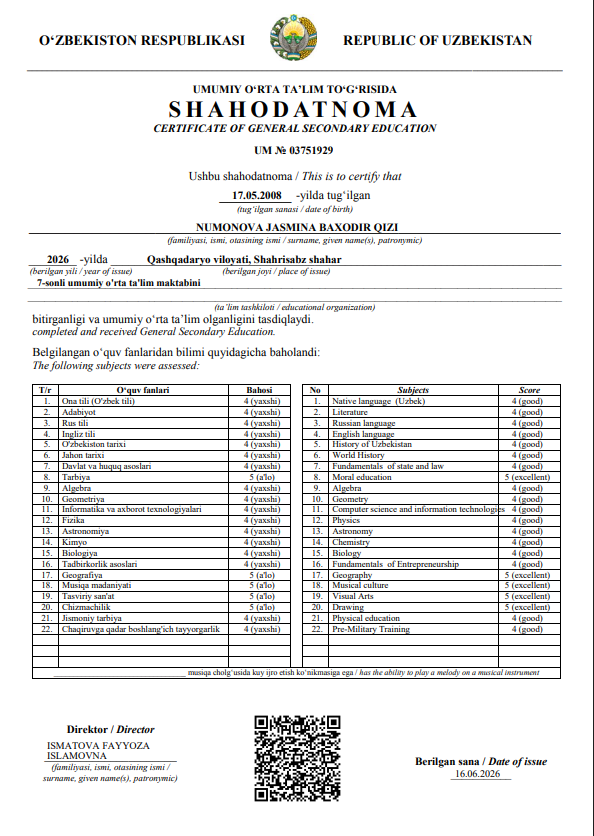 O‘ZBEKISTON RESPUBLIKASI REPUBLIC OF UZBEKISTAN
UMUMIY O‘RTA TA’LIM TO‘G‘RISIDA
SHAHODATNOMA
CERTIFICATE OF GENERAL SECONDARY EDUCATION
UM № 03751929
Ushbu shahodatnoma / This is to certify that
17.05.2008 -yilda tug‘ilgan
(tug‘ilgan sanasi / date of birth)
NUMONOVA JASMINA BAXODIR QIZI
(familiyasi, ismi, otasining ismi / surname, given name(s), patronymic)
2026 -yilda Qashqadaryo viloyati, Shahrisabz shahar
(berilgan yili / year of issue) (berilgan joyi / place of issue)
7-sonli umumiy o'rta ta'lim maktabini
(ta’lim tashkiloti / educational organization)
bitirganligi va umumiy o‘rta ta’lim olganligini tasdiqlaydi.
completed and received General Secondary Education.
Belgilangan o‘quv fanlaridan bilimi quyidagicha baholandi:
The following subjects were assessed:
T/r O‘quv fanlari Bahosi No Subjects Score
1. Ona tili (O'zbek tili) 4 (yaxshi) 1. Native language (Uzbek) 4 (good)
2. Adabiyot 4 (yaxshi) 2. Literature 4 (good)
3. Rus tili 4 (yaxshi) 3. Russian language 4 (good)
4. Ingliz tili 4 (yaxshi) 4. English language 4 (good)
5. O'zbekiston tarixi 4 (yaxshi) 5. History of Uzbekistan 4 (good)
6. Jahon tarixi 4 (yaxshi) 6. World History 4 (good)
7. Davlat va huquq asoslari 4 (yaxshi) 7. Fundamentals of state and law 4 (good)
8. Tarbiya 5 (a'lo) 8. Moral education 5 (excellent)
9. Algebra 4 (yaxshi) 9. Algebra 4 (good)
10. Geometriya 4 (yaxshi) 10. Geometry 4 (good)
11. Informatika va axborot texnologiyalari 4 (yaxshi) 11. Computer science and information technologies 4 (good)
12. Fizika 4 (yaxshi) 12. Physics 4 (good)
13. Astronomiya 4 (yaxshi) 13. Astronomy 4 (good)
14. Kimyo 4 (yaxshi) 14. Chemistry 4 (good)
15. Biologiya 4 (yaxshi) 15. Biology 4 (good)
16. Tadbirkorlik asoslari 4 (yaxshi) 16. Fundamentals of Entrepreneurship 4 (good)
17. Geografiya 5 (a'lo) 17. Geography 5 (excellent)
18. Musiqa madaniyati 5 (a'lo) 18. Musical culture 5 (excellent)
19. Tasviriy san'at 5 (a'lo) 19. Visual Arts 5 (excellent)
20. Chizmachilik 5 (a'lo) 20. Drawing 5 (excellent)
21. Jismoniy tarbiya 4 (yaxshi) 21. Physical education 4 (good)
22. Chaqiruvga qadar boshlang'ich tayyorgarlik 4 (yaxshi) 22. Pre-Military Training 4 (good)
musiqa cholg‘usida kuy ijro etish ko‘nikmasiga ega / has the ability to play a melody on a musical instrument
Direktor / Director
ISMATOVA FAYYOZA
ISLAMOVNA
(familiyasi, ismi, otasining ismi /
surname, given name(s), patronymic)
Berilgan sana / Date of issue
16.06.2026